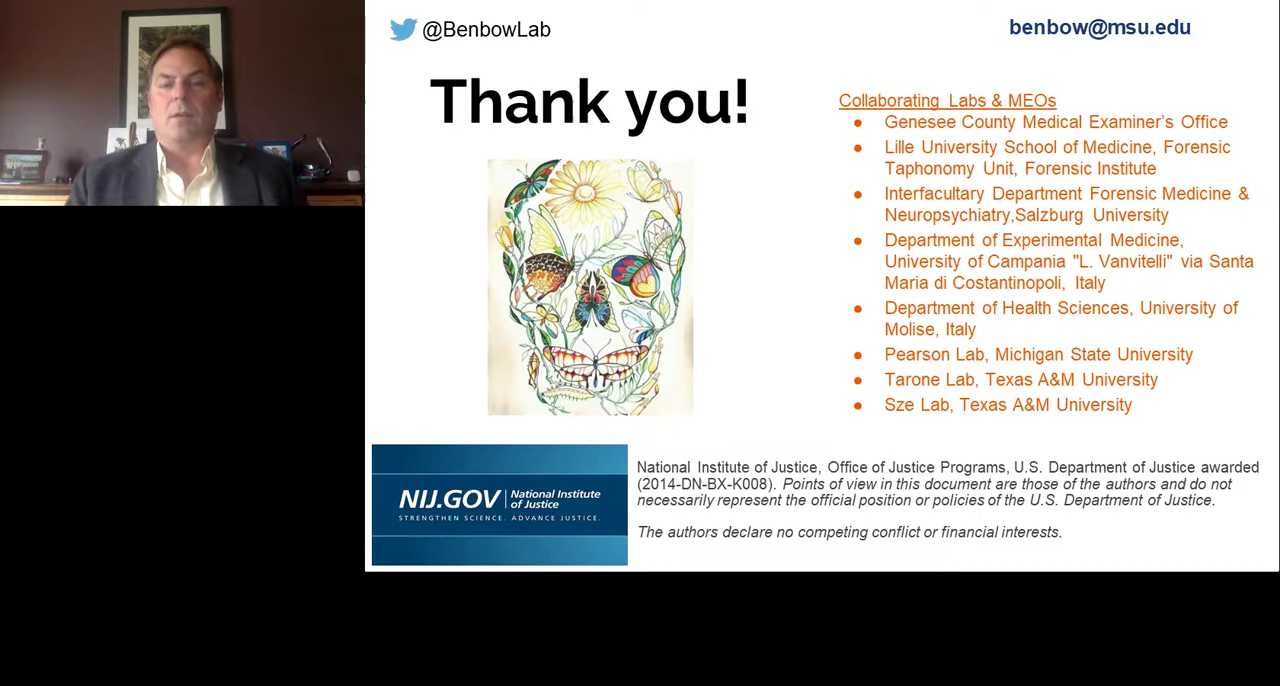 @BenbowLab
benbow@msu.edu
Thank you!
Collaborating Labs & MEOs
● Genesee County Medical Examiner's Office
● Lille University School of Medicine, Forensic
Taphonomy Unit, Forensic Institute
● Interfacultary Department Forensic Medicine &
Neuropsychiatry,Salzburg University
● Department of Experimental Medicine,
University of Campania "L. Vanvitelli" via Santa
Maria di Costantinopoli, Italy
● Department of Health Sciences, University of
Molise, Italy
● Pearson Lab, Michigan State University
● Tarone Lab, Texas A&M University
● Sze Lab, Texas A&M University
NIJ.GOV | National Institute
of Justice
STRENGTHEN SCIENCE. ADVANCE JUSTICE.
National Institute of Justice, Office of Justice Programs, U.S. Department of Justice awarded
(2014-DN-BX-K008). Points of view in this document are those of the authors and do not
necessarily represent the official position or policies of the U.S. Department of Justice.
The authors declare no competing conflict or financial interests.